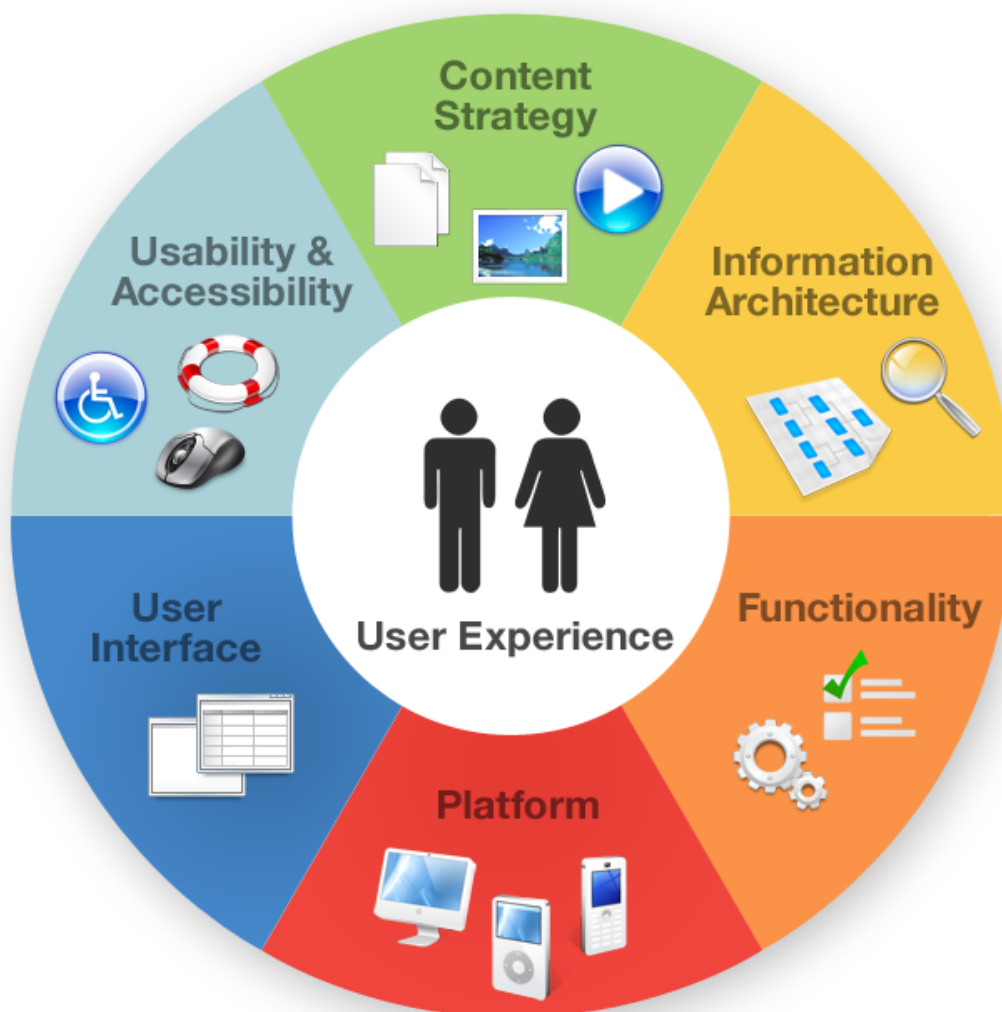 Content
Strategy
Information
Architecture
Functionality
Platform
User
Interface
Usability &
Accessibility
User Experience